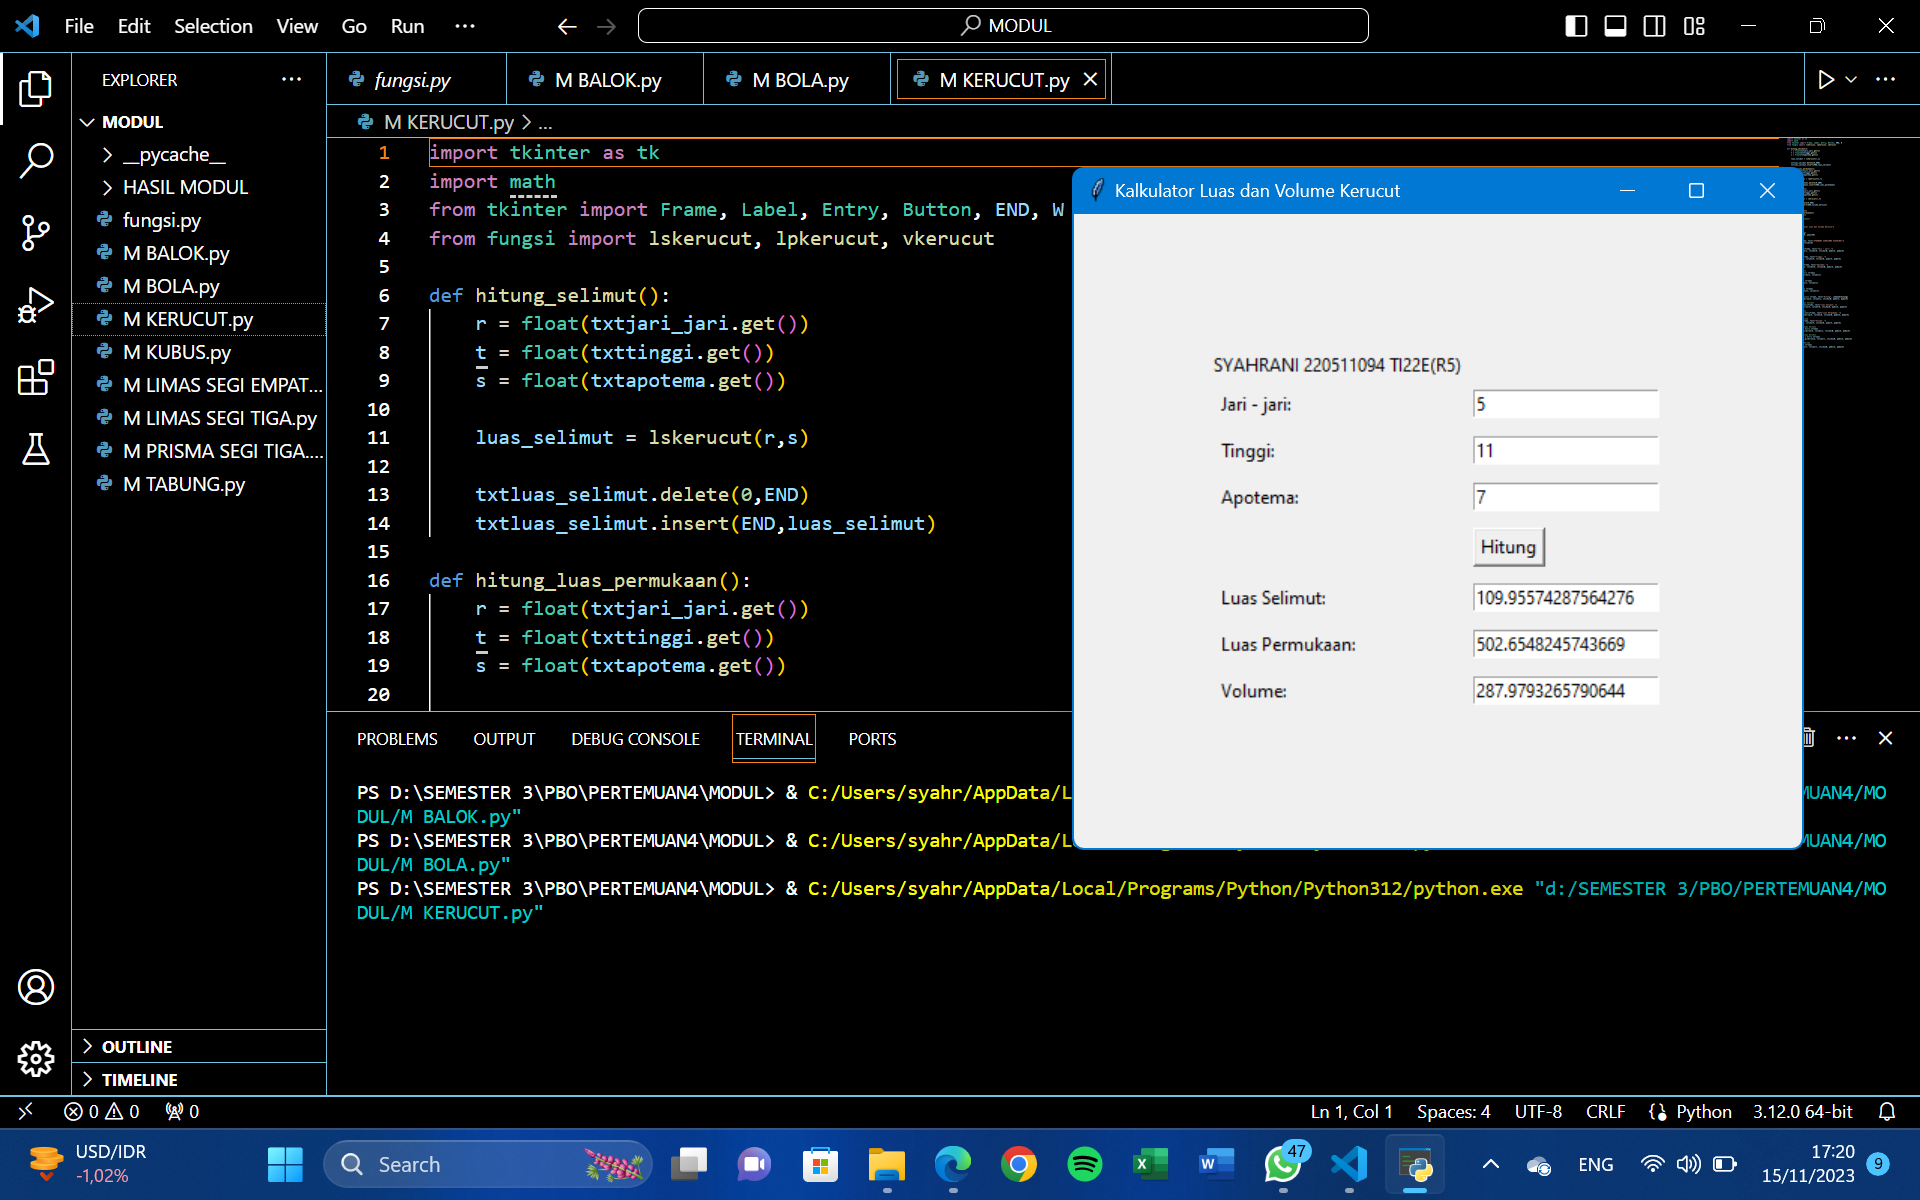 File Edit Selection View Go Run ...
MODUL
EXPLORER
MODUL
__pycache__
HASIL MODUL
fungsi.py
M BALOK.py
M BOLA.py
M KERUCUT.py
M KUBUS.py
M LIMAS SEGI EMPAT...
M LIMAS SEGI TIGA.py
M PRISMA SEGI TIGA....
M TABUNG.py
OUTLINE
TIMELINE
fungsi.py M BALOK.py M BOLA.py M KERUCUT.py
M KERUCUT.py > ...
1 import tkinter as tk
2 import math
3 from tkinter import Frame, Label, Entry, Button, END, W
4 from fungsi import lskerucut, lpkerucut, vkerucut
5
6 def hitung_selimut():
7 r = float(txtjari_jari.get())
8 t = float(txttinggi.get())
9 s = float(txtapotema.get())
10
11 luas_selimut = lskerucut(r,s)
12
13 txtluas_selimut.delete(0,END)
14 txtluas_selimut.insert(END,luas_selimut)
15
16 def hitung_luas_permukaan():
17 r = float(txtjari_jari.get())
18 t = float(txttinggi.get())
19 s = float(txtapotema.get())
20
Kalkulator Luas dan Volume Kerucut
SYAHRANI 220511094 TI22E(R5)
Jari - jari: 5
Tinggi: 11
Apotema: 7
Hitung
Luas Selimut: 109.95574287564276
Luas Permukaan: 502.6548245743669
Volume: 287.9793265790644
PROBLEMS OUTPUT DEBUG CONSOLE TERMINAL PORTS
PS D:\SEMESTER 3\PBO\PERTEMUAN4\MODUL> & C:/Users/syahr/AppData/L MUAN4/MO
DUL/M BALOK.py"
PS D:\SEMESTER 3\PBO\PERTEMUAN4\MODUL> & C:/Users/syahr/AppData/L MUAN4/MO
DUL/M BOLA.py"
PS D:\SEMESTER 3\PBO\PERTEMUAN4\MODUL> & C:/Users/syahr/AppData/Local/Programs/Python/Python312/python.exe "d:/SEMESTER 3/PBO/PERTEMUAN4/MO
DUL/M KERUCUT.py"
0 0 0
Ln 1, Col 1 Spaces: 4 UTF-8 CRLF Python 3.12.0 64-bit
USD/IDR
-1,02%
Search
47
ENG
17:20
15/11/2023
9